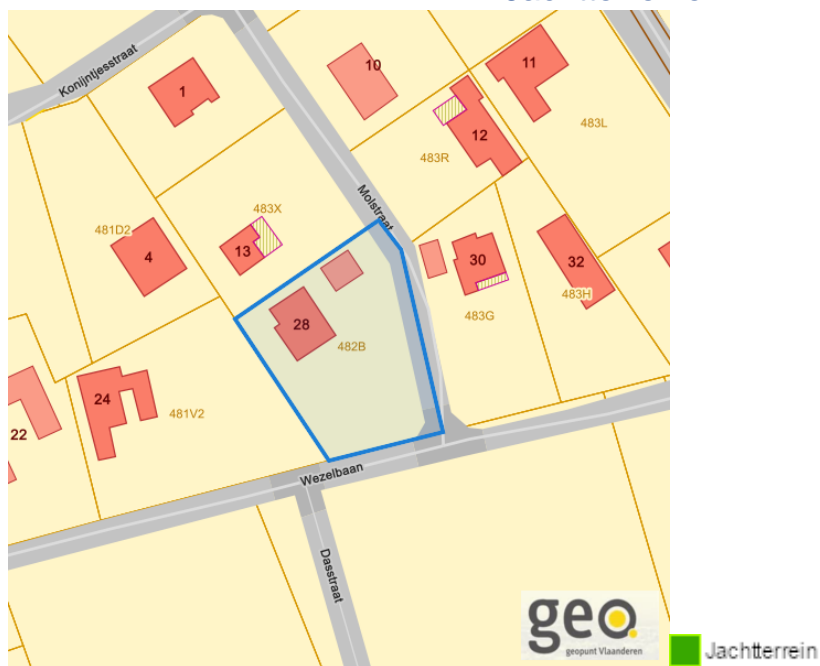 Konijntjesstraat
1
10
11
12
483L
483R
Molstraat
483X
481D2
4
13
30
32
483H
483G
28
482B
24
481V2
22
Wezelbaan
Dasstraat
geo
geopunt Vlaanderen
Jachtterrein